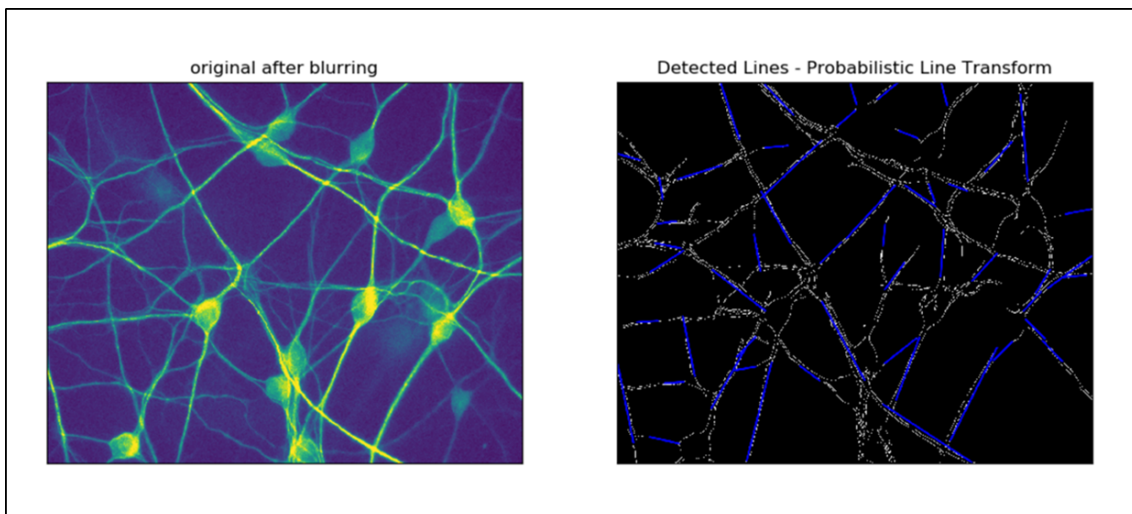 original after blurring
Detected Lines - Probabilistic Line Transform